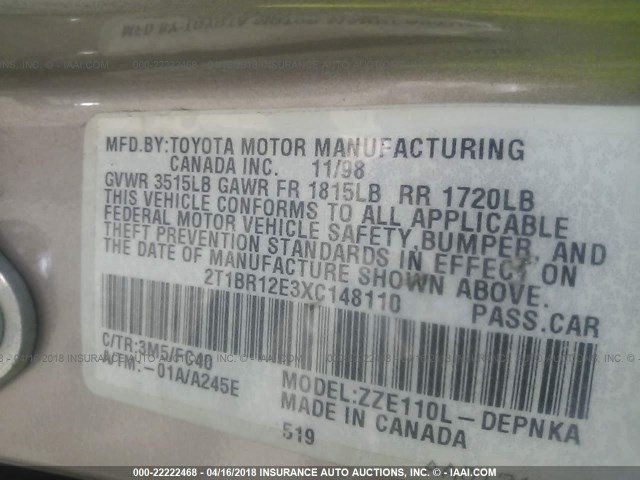 MFD.BY:TOYOTA MOTOR MANUFACTURING
CANADA INC. 11/98
GVWR 3515LB GAWR FR 1815LB RR 1720LB
THIS VEHICLE CONFORMS TO ALL APPLICABLE
FEDERAL MOTOR VEHICLE SAFETY,BUMPER, AND
THEFT PREVENTION STANDARDS IN EFFECT ON
THE DATE OF MANUFACTURE SHOWN ABOVE.
2T1BR12E3XC148110 PASS.CAR
C/TR:3M5/FC40
A/TM:-01A/A245E
MODEL:ZZE110L-DEPNKA
MADE IN CANADA
519
000-22222468 - 04/16/2018 INSURANCE AUTO AUCTIONS, INC. - © - WWW.IAAI.COM